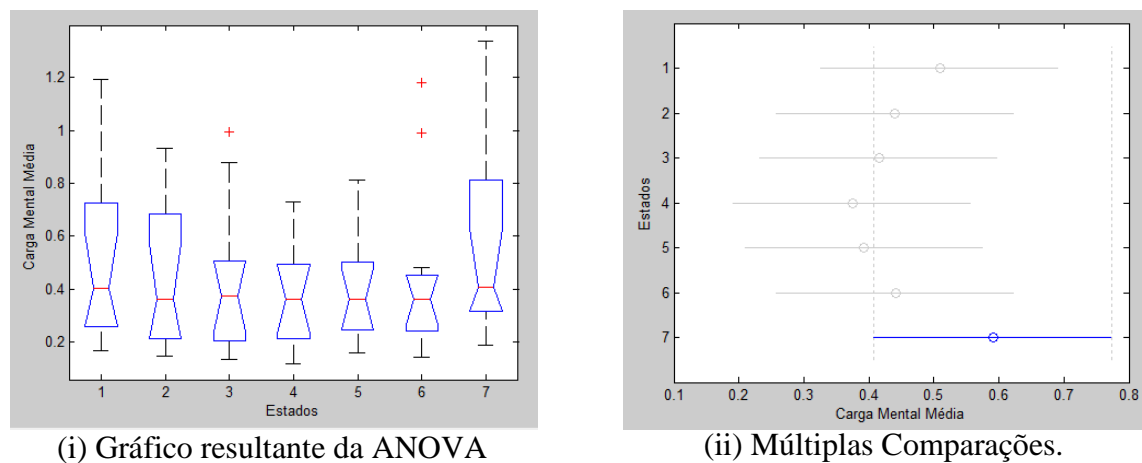 1.2
1
0.8
0.6
0.4
0.2
Carga Mental Média
1 2 3 4 5 6 7
Estados
(i) Gráfico resultante da ANOVA
1
2
3
4
5
6
7
Estados
0.1 0.2 0.3 0.4 0.5 0.6 0.7 0.8
Carga Mental Média
(ii) Múltiplas Comparações.